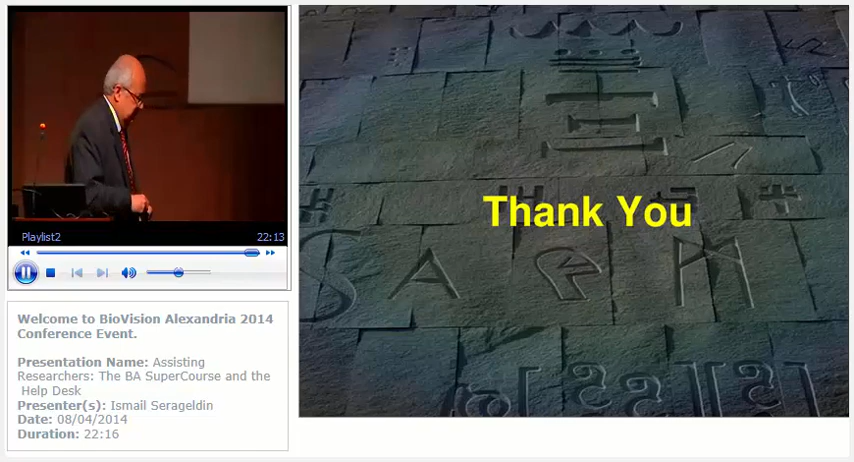 Playlist2 22:13
Welcome to BioVision Alexandria 2014
Conference Event.
Presentation Name: Assisting
Researchers: The BA SuperCourse and the
Help Desk
Presenter(s): Ismail Serageldin
Date: 08/04/2014
Duration: 22:16
Thank You